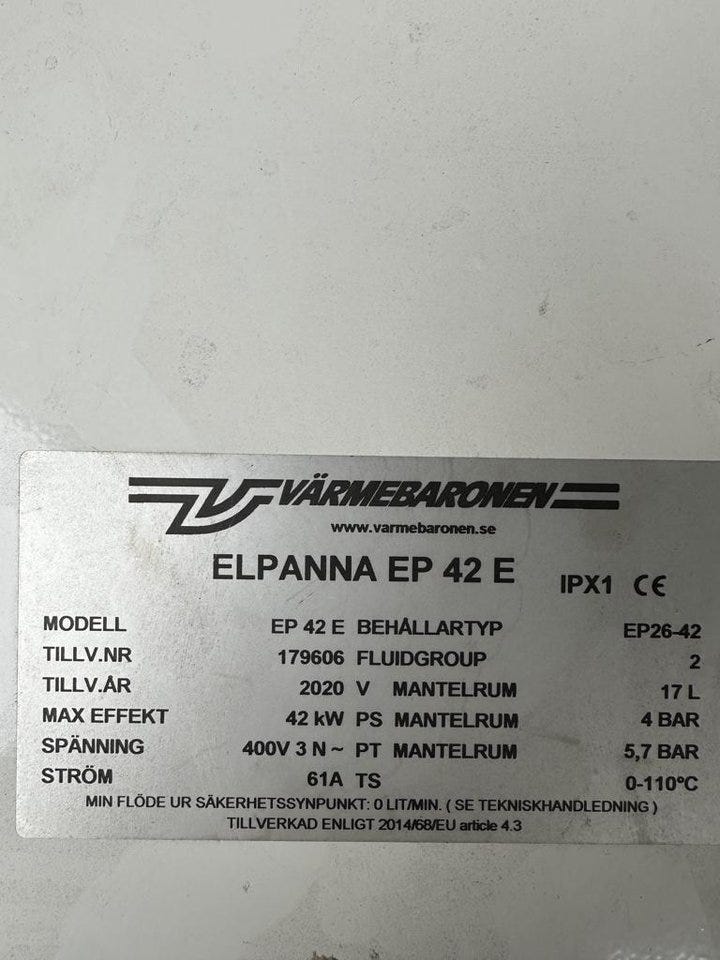 VÄRMEBARONEN
www.varmebaronen.se
ELPANNA EP 42 E IPX1 CE
MODELL EP 42 E BEHÅLLARTYP EP26-42
TILLV.NR 179606 FLUIDGROUP 2
TILLV.ÅR 2020 V MANTELRUM 17 L
MAX EFFEKT 42 kW PS MANTELRUM 4 BAR
SPÄNNING 400V 3 N ~ PT MANTELRUM 5,7 BAR
STRÖM 61A TS 0-110ºC
MIN FLÖDE UR SÄKERHETSSYNPUNKT: 0 LIT/MIN. ( SE TEKNISKHANDLEDNING )
TILLVERKAD ENLIGT 2014/68/EU article 4.3